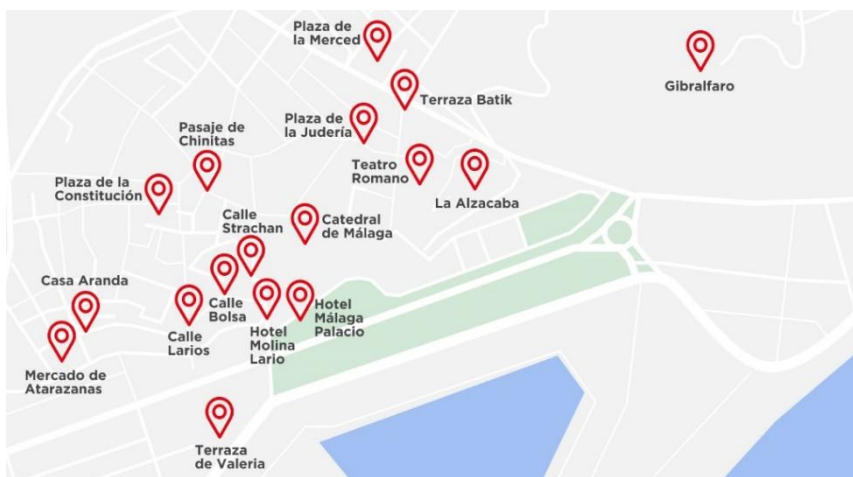 Plaza de
la Merced
Gibralfaro
Terraza Batik
Plaza de
la Judería
Pasaje de
Chinitas
Teatro
Romano
La Alzacaba
Plaza de la
Constitución
Calle
Strachan
Catedral
de Málaga
Casa Aranda
Calle
Bolsa
Hotel
Málaga
Palacio
Calle
Larios
Hotel
Molina
Lario
Mercado de
Atarazanas
Terraza
de Valeria